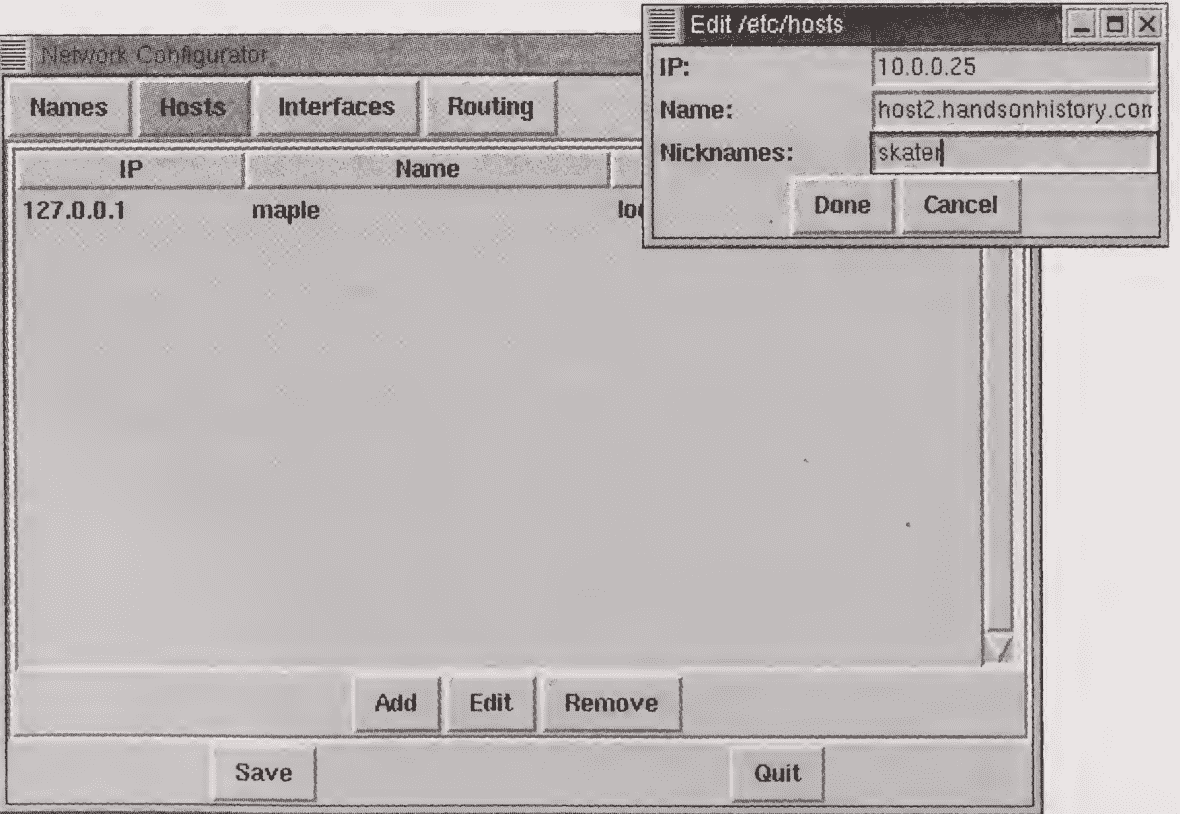 Edit /etc/hosts
IP: 10.0.0.25
Name: host2.handsonhistory.com
Nicknames: skater
Done Cancel
Network Configurator
Names Hosts Interfaces Routing
IP Name
127.0.0.1 maple
Add Edit Remove
Save Quit